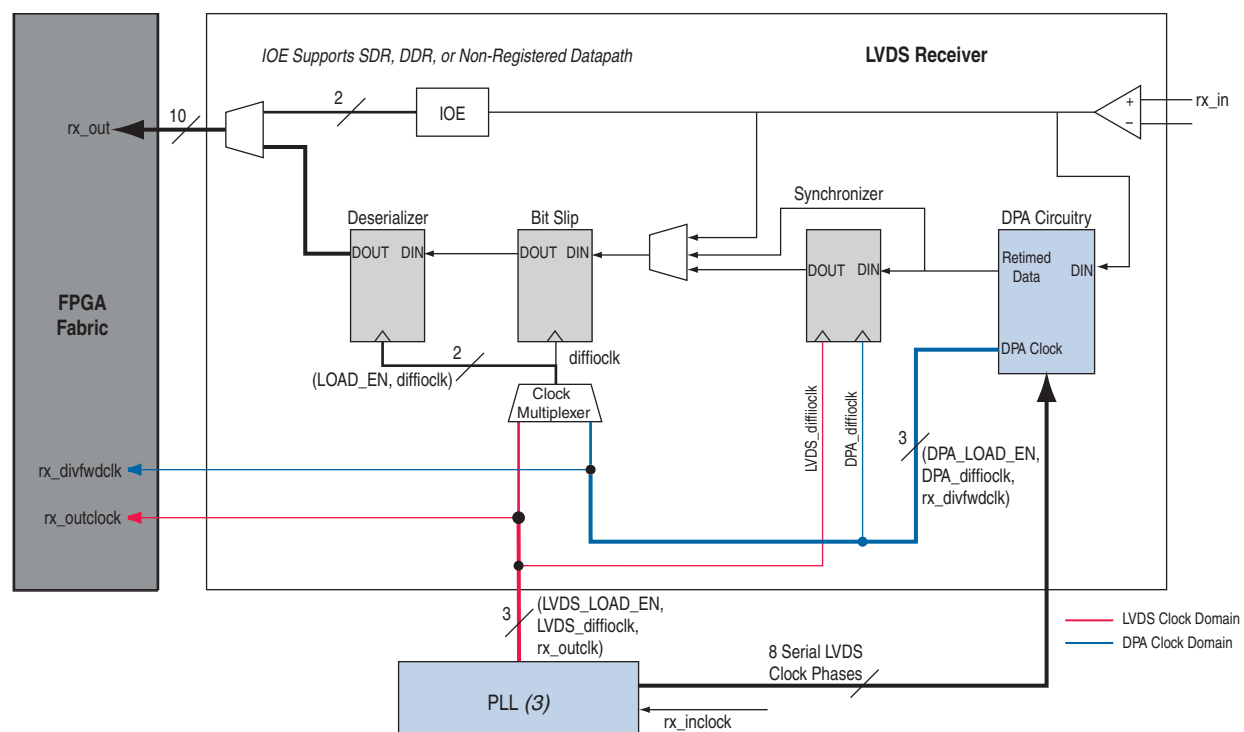 IOE Supports SDR, DDR, or Non-Registered Datapath
LVDS Receiver
rx_out
10
2
IOE
+
–
rx_in
Synchronizer
Deserializer
Bit Slip
DPA Circuitry
DOUT DIN
DOUT DIN
DOUT DIN
Retimed
Data
DIN
DPA Clock
FPGA
Fabric
2
(LOAD_EN, diffioclk)
diffioclk
Clock
Multiplexer
LVDS_diffiioclk
DPA_diffioclk
3
(DPA_LOAD_EN,
DPA_diffioclk,
rx_divfwdclk)
rx_divfwdclk
rx_outclock
3
(LVDS_LOAD_EN,
LVDS_diffioclk,
rx_outclk)
LVDS Clock Domain
DPA Clock Domain
8 Serial LVDS
Clock Phases
PLL (3)
rx_inclock